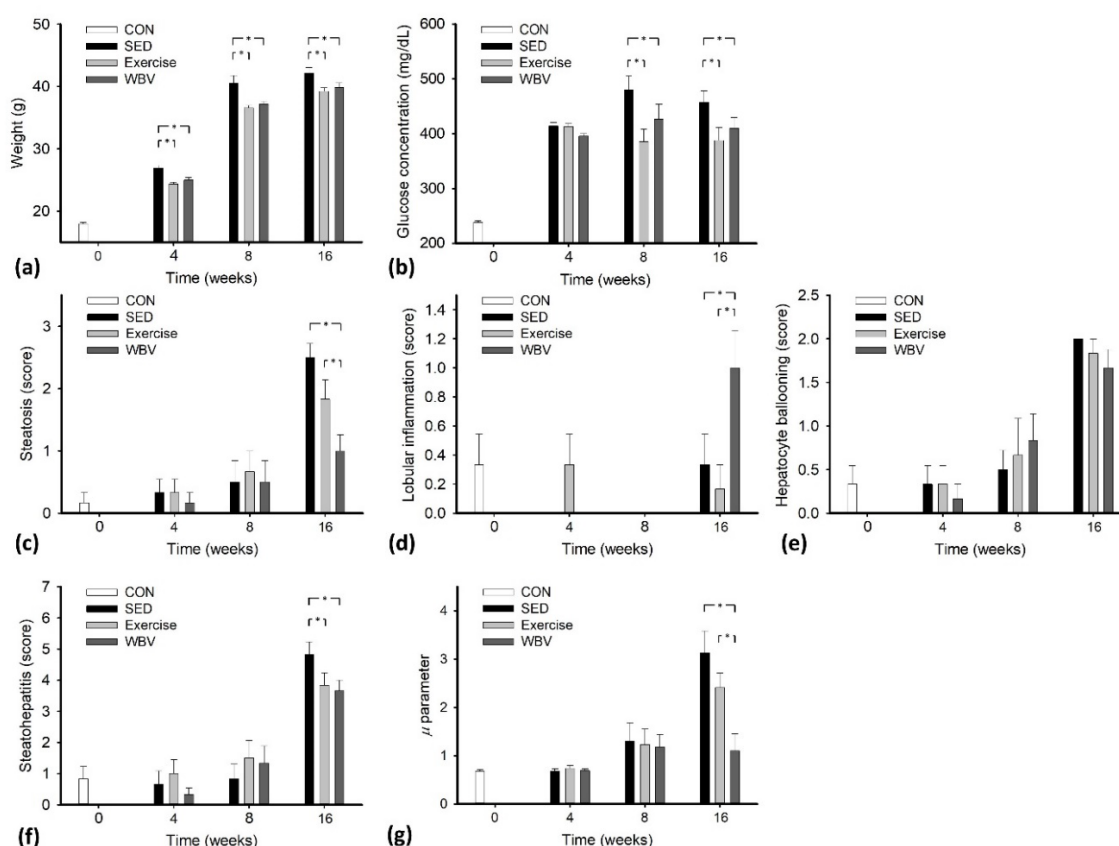 50
40
30
20
Weight (g)
CON
SED
Exercise
WBV
* * * * * *
0 4 8 16
Time (weeks)
(a)
600
500
400
300
200
Glucose concentration (mg/dL)
CON
SED
Exercise
WBV
* * * *
0 4 8 16
Time (weeks)
(b)
3
2
1
0
Steatosis (score)
CON
SED
Exercise
WBV
* *
0 4 8 16
Time (weeks)
(c)
1.4
1.2
1.0
0.8
0.6
0.4
0.2
0.0
Lobular inflammation (score)
CON
SED
Exercise
WBV
* *
0 4 8 16
Time (weeks)
(d)
2.0
1.5
1.0
0.5
0.0
Hepatocyte ballooning (score)
CON
SED
Exercise
WBV
0 4 8 16
Time (weeks)
(e)
7
6
5
4
3
2
1
0
Steatohepatitis (score)
CON
SED
Exercise
WBV
* *
0 4 8 16
Time (weeks)
(f)
4
3
2
1
0
μ parameter
CON
SED
Exercise
WBV
* *
0 4 8 16
Time (weeks)
(g)